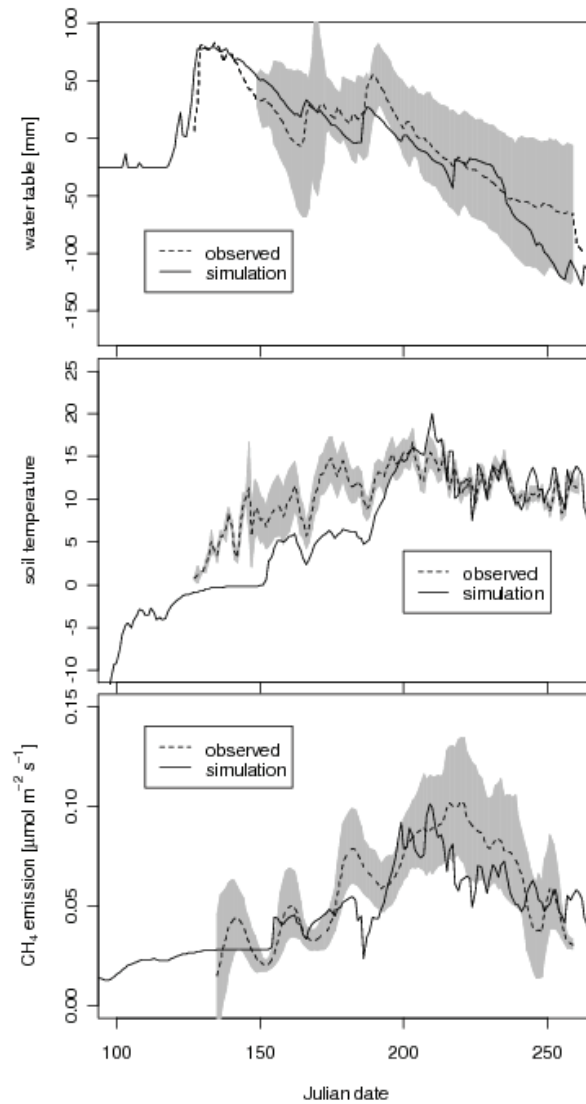 100
50
0
-50
-100
-150
water table [mm]
observed
simulation
25
20
15
10
5
0
-5
-10
soil temperature
observed
simulation
0.15
0.10
0.05
0.00
CH₄ emission [µmol m⁻² s⁻¹]
observed
simulation
100 150 200 250
Julian date